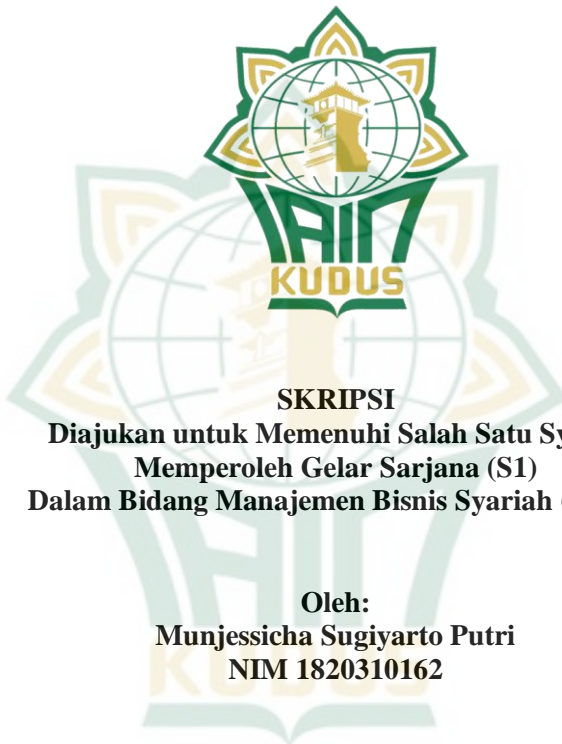 IAIN
KUDUS
SKRIPSI
Diajukan untuk Memenuhi Salah Satu
Memperoleh Gelar Sarjana (S1)
Dalam Bidang Manajemen Bisnis Syariah
Oleh:
Munjessicha Sugiyarto Putri
NIM 1820310162